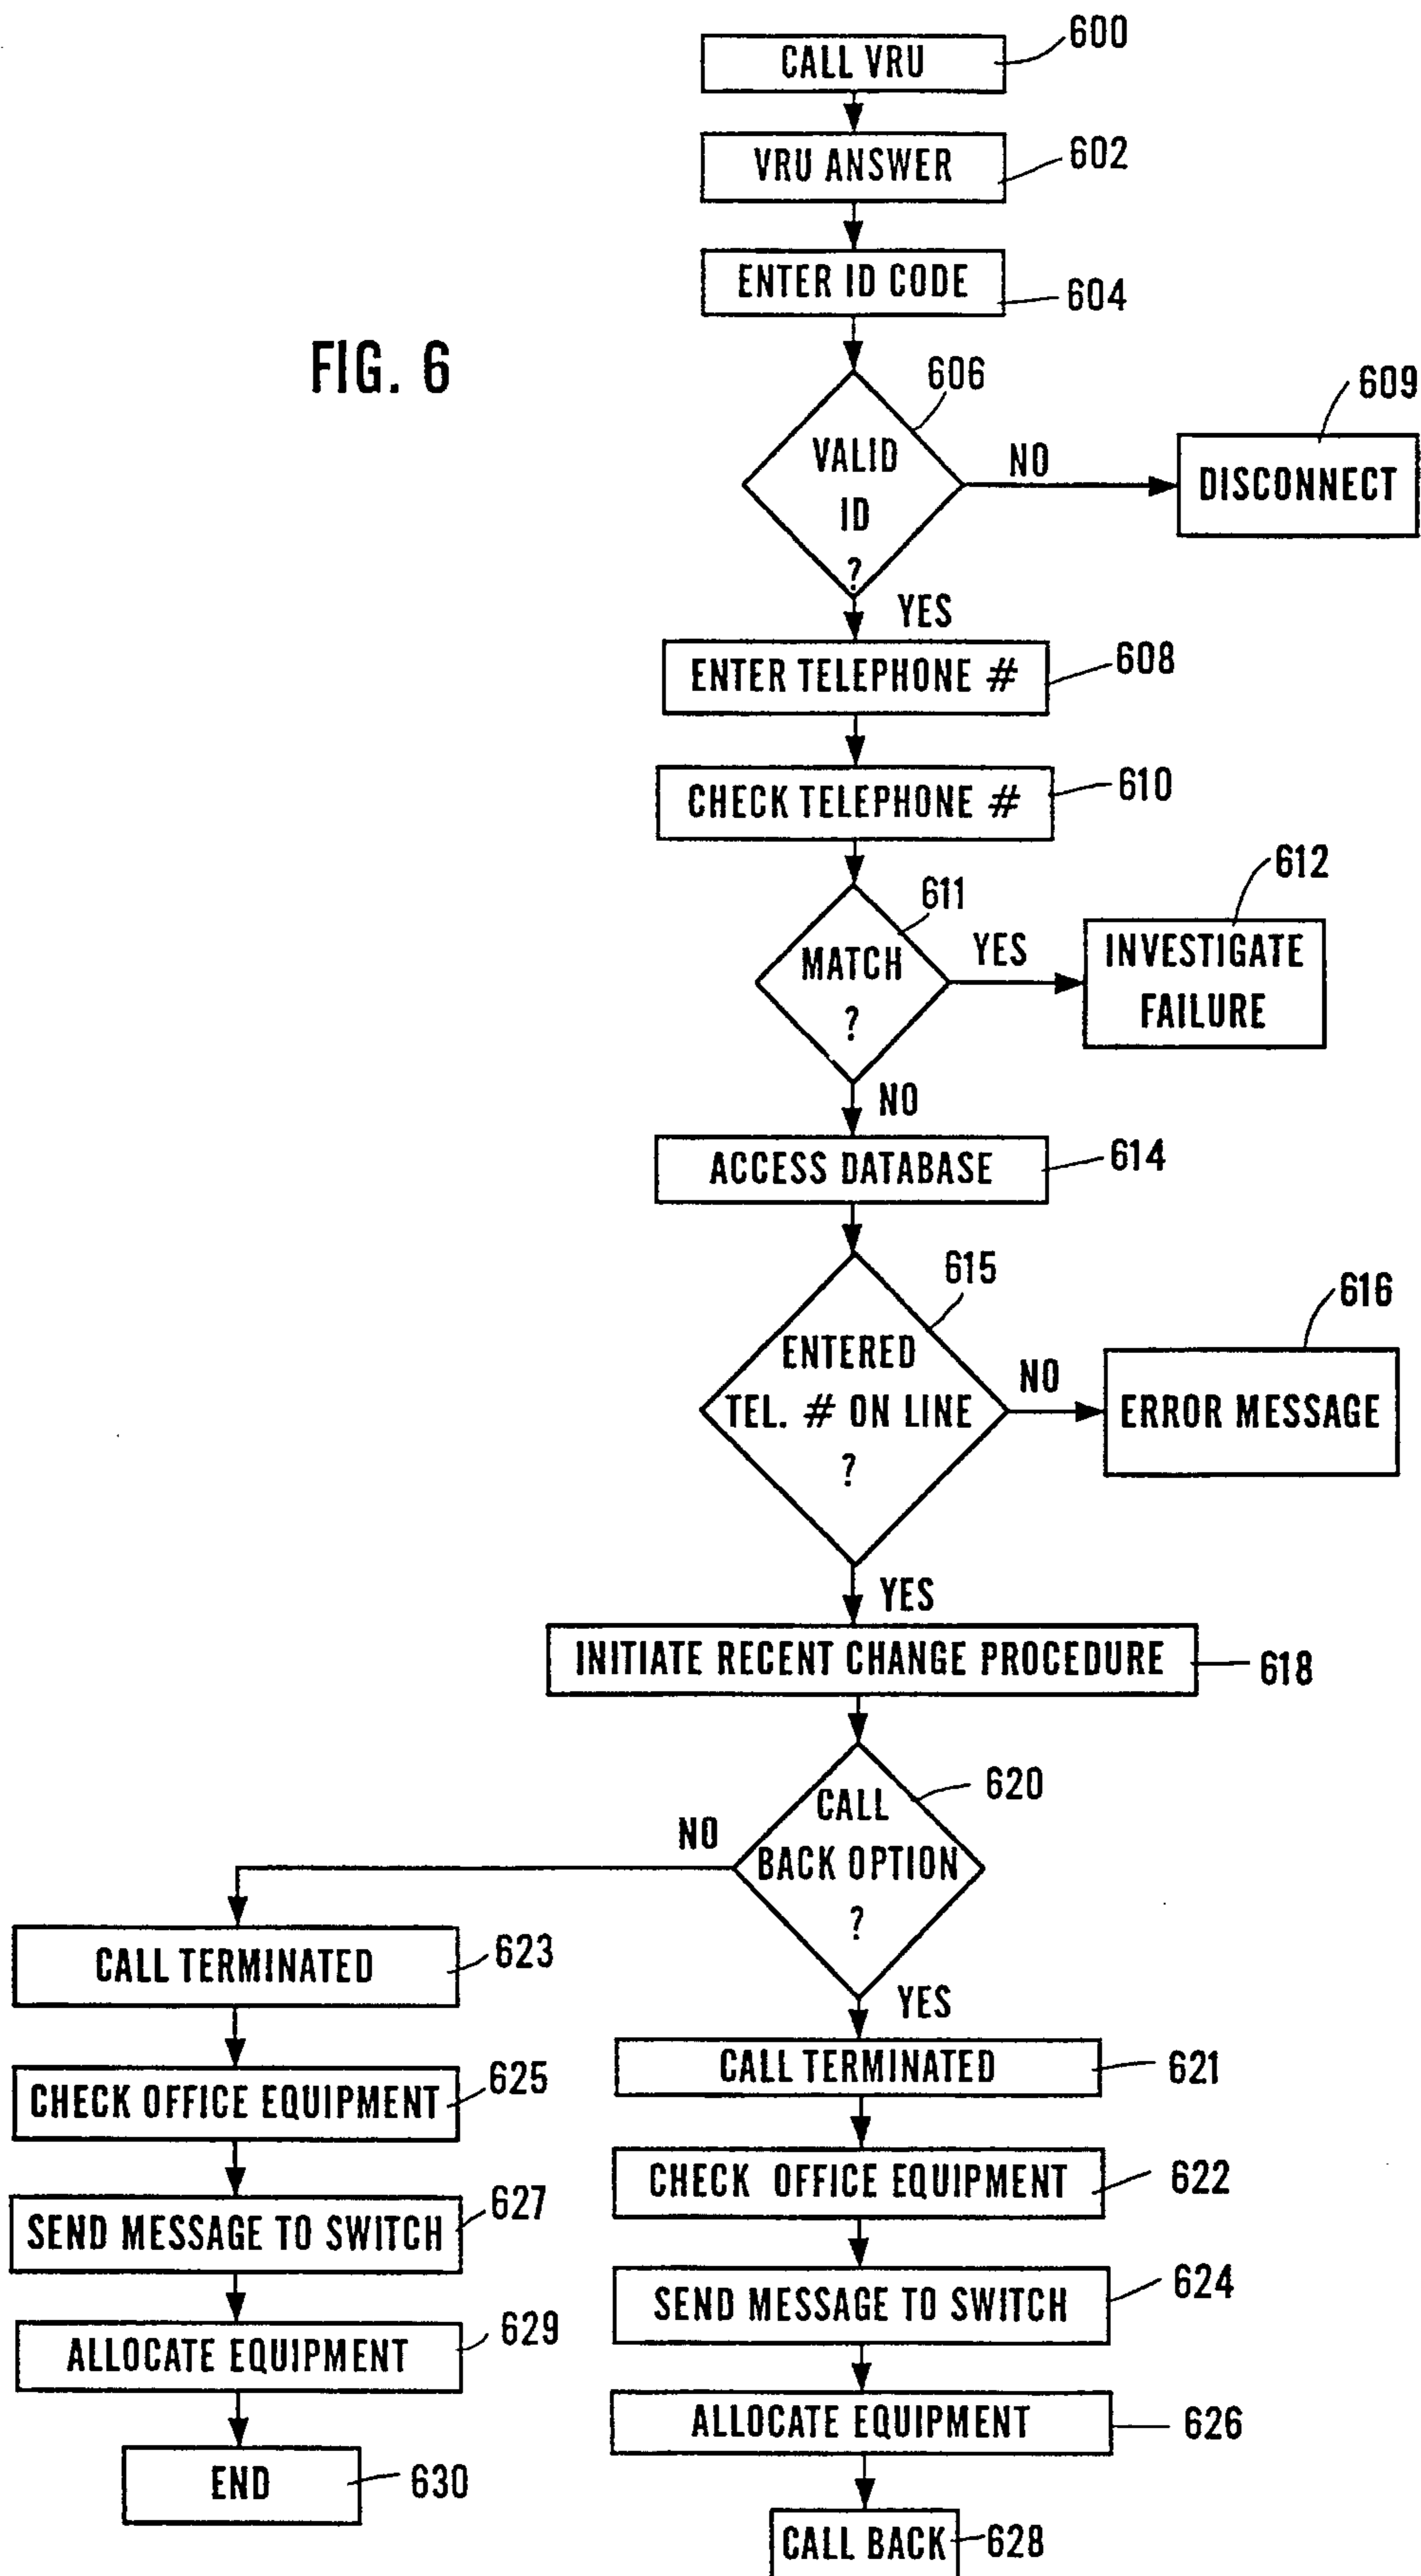 600
CALL VRU
VRU ANSWER
602
ENTER ID CODE
604
FIG. 6
606
609
VALID
ID
?
NO
DISCONNECT
YES
ENTER TELEPHONE #
608
CHECK TELEPHONE #
610
611
612
MATCH
?
YES
INVESTIGATE
FAILURE
NO
ACCESS DATABASE
614
615
616
ENTERED
TEL. # ON LINE
?
NO
ERROR MESSAGE
YES
INITIATE RECENT CHANGE PROCEDURE
618
620
CALL
BACK OPTION
?
NO
YES
CALL TERMINATED
623
CHECK OFFICE EQUIPMENT
625
SEND MESSAGE TO SWITCH
627
ALLOCATE EQUIPMENT
629
END
630
CALL TERMINATED
621
CHECK OFFICE EQUIPMENT
622
SEND MESSAGE TO SWITCH
624
ALLOCATE EQUIPMENT
626
CALL BACK
628